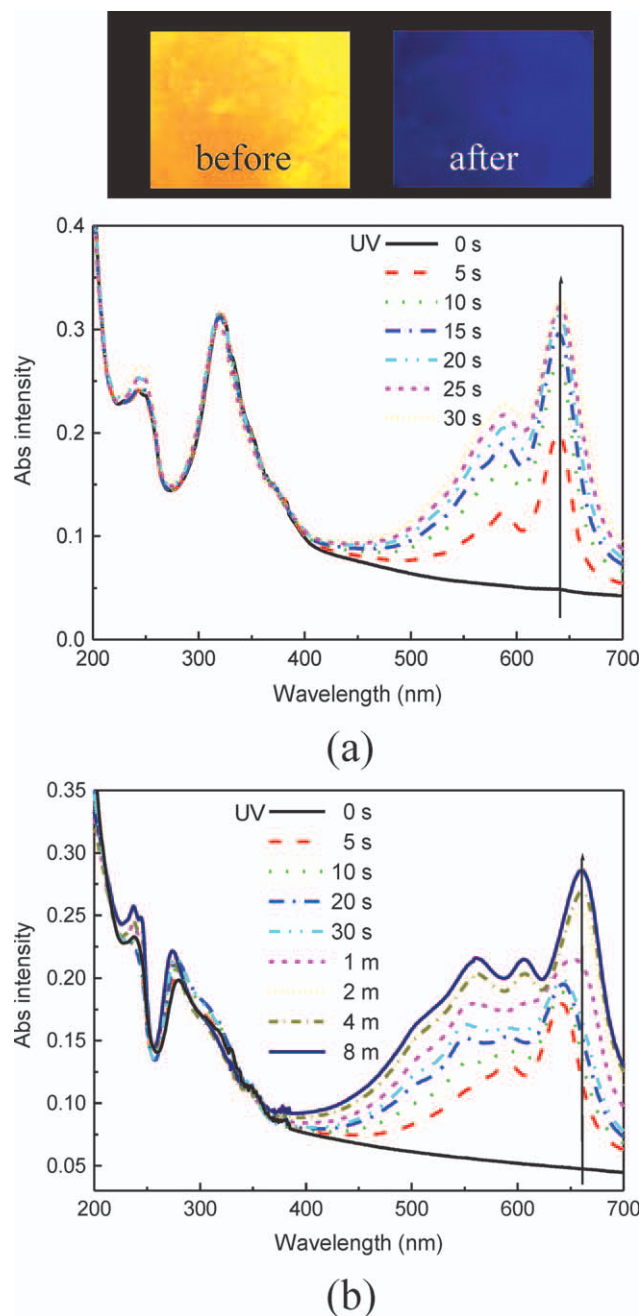 before after
0.4
0.3
0.2
0.1
0.0
Abs intensity
UV 0 s
5 s
10 s
15 s
20 s
25 s
30 s
200 300 400 500 600 700
Wavelength (nm)
(a)
0.35
0.30
0.25
0.20
0.15
0.10
0.05
Abs intensity
UV 0 s
5 s
10 s
20 s
30 s
1 m
2 m
4 m
8 m
200 300 400 500 600 700
Wavelength (nm)
(b)